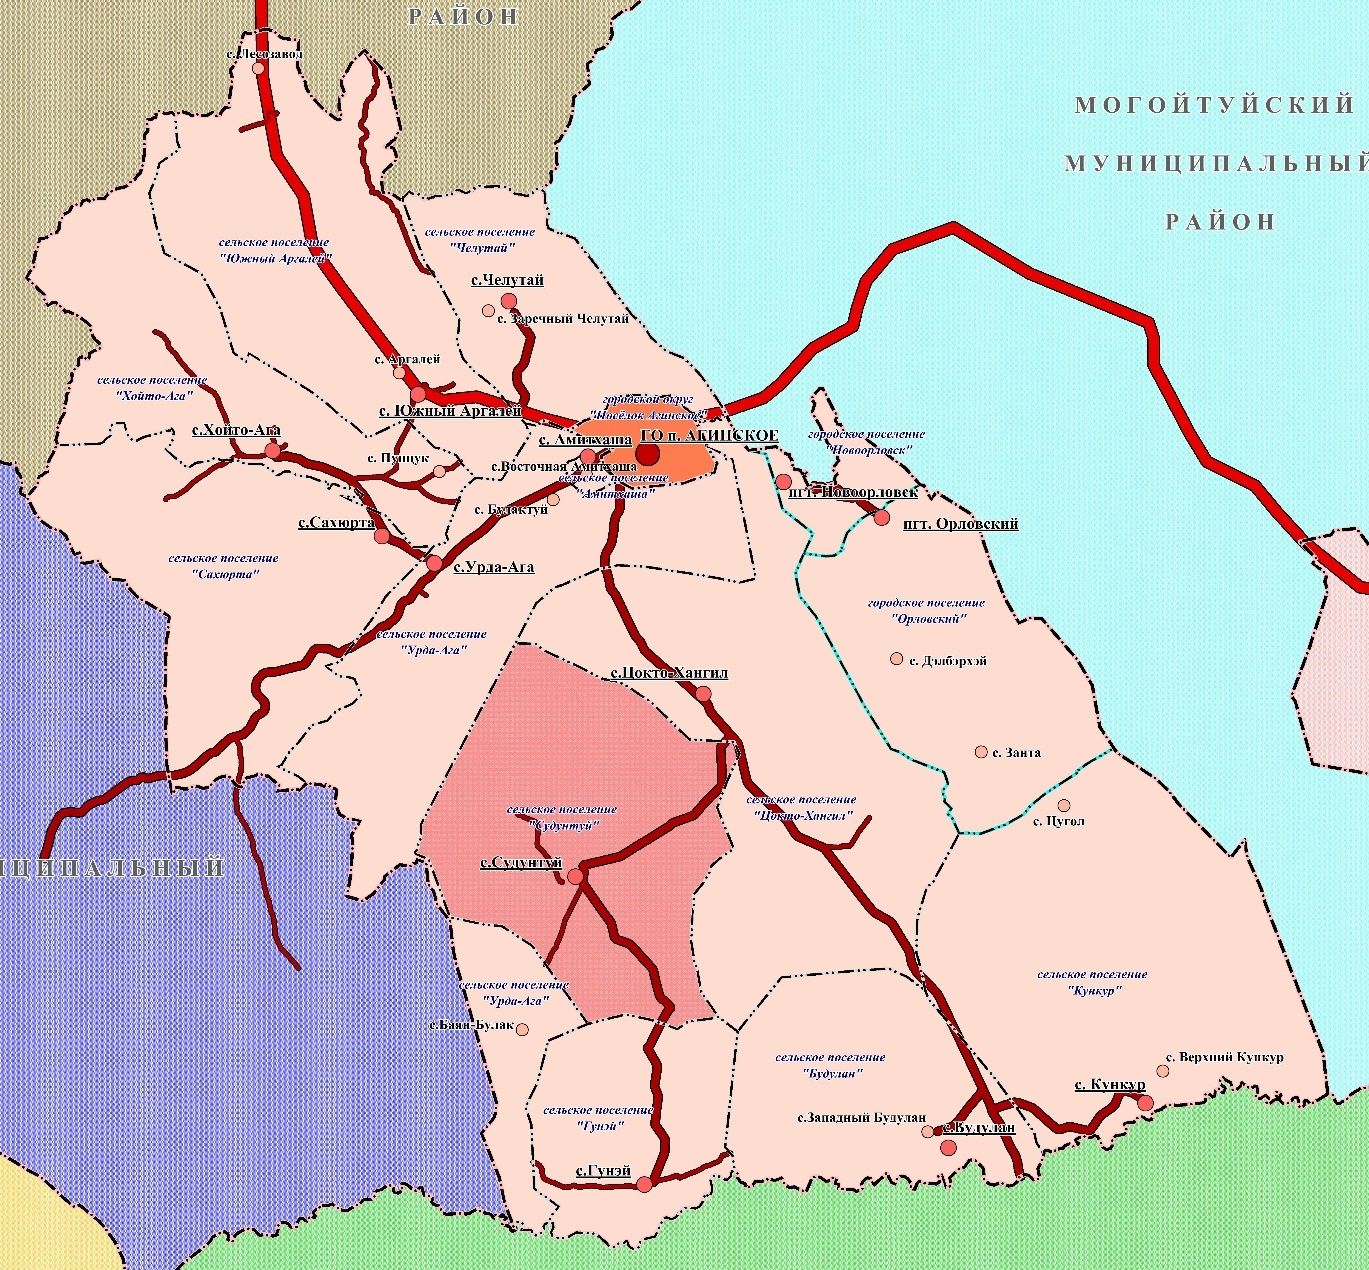 РАЙОН
с. Лесозавод
МОГОЙТУЙСКИЙ
МУНИЦИПАЛЬНЫЙ
РАЙОН
сельское поселение
"Южный Аргалей"
сельское поселение
"Челутай"
с.Челутай
с. Заречный Челутай
с. Аргалей
сельское поселение
"Хойто-Ага"
с. Южный Аргалей
городской округ
"Посёлок Агинское"
с.Хойто-Ага
с. Амитхаша
ГО п. АГИНСКОЕ
городское поселение
"Новоорловск"
с. Пунцук
с.Восточная Амитхаша
сельское поселение
"Амитхаша"
пгт. Новоорловск
с. Булактуй
с.Сахюрта
пгт. Орловский
сельское поселение
"Сахюрта"
с.Урда-Ага
городское поселение
"Орловский"
сельское поселение
"Урда-Ага"
с. Дэлбэрхэй
с.Цокто-Хангил
с. Занта
сельское поселение
"Судунтуй"
сельское поселение
"Цокто-Хангил"
с. Цугол
ИЦИПАЛЬНЫЙ
с.Судунтуй
сельское поселение
"Кункур"
сельское поселение
"Урда-Ага"
с.Баян-Булак
сельское поселение
"Будулан"
с. Верхний Кункур
с. Кункур
сельское поселение
"Гунэй"
с.Западный Будулан
с.Будулан
с.Гунэй